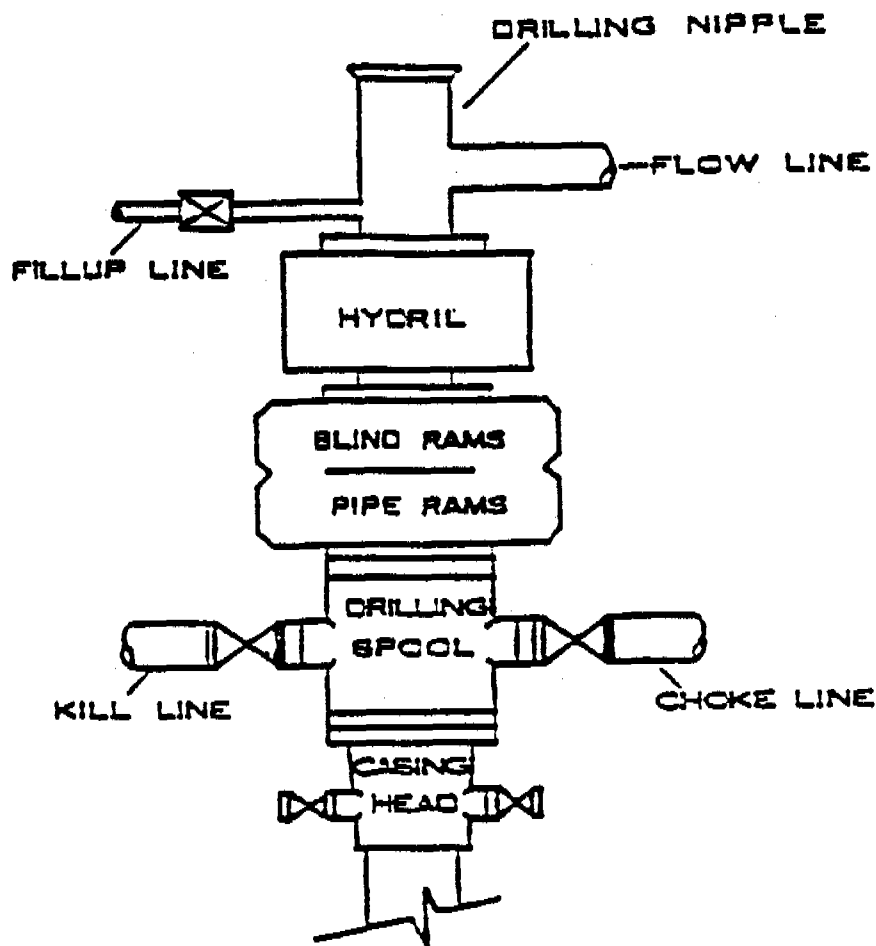 DRILLING NIPPLE
FLOW LINE
FILLUP LINE
HYDRIL
BLIND RAMS
PIPE RAMS
DRILLING
SPOOL
KILL LINE
CHOKE LINE
CASING
HEAD